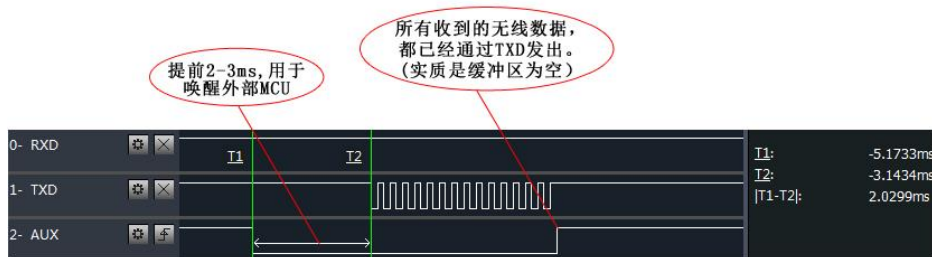 所有收到的无线数据，
都已经通过TXD发出。
(实质是缓冲区为空)
提前2-3ms,用于
唤醒外部MCU
0- RXD
T1
T2
1- TXD
2- AUX
T1: -5.1733ms
T2: -3.1434ms
|T1-T2|: 2.0299ms